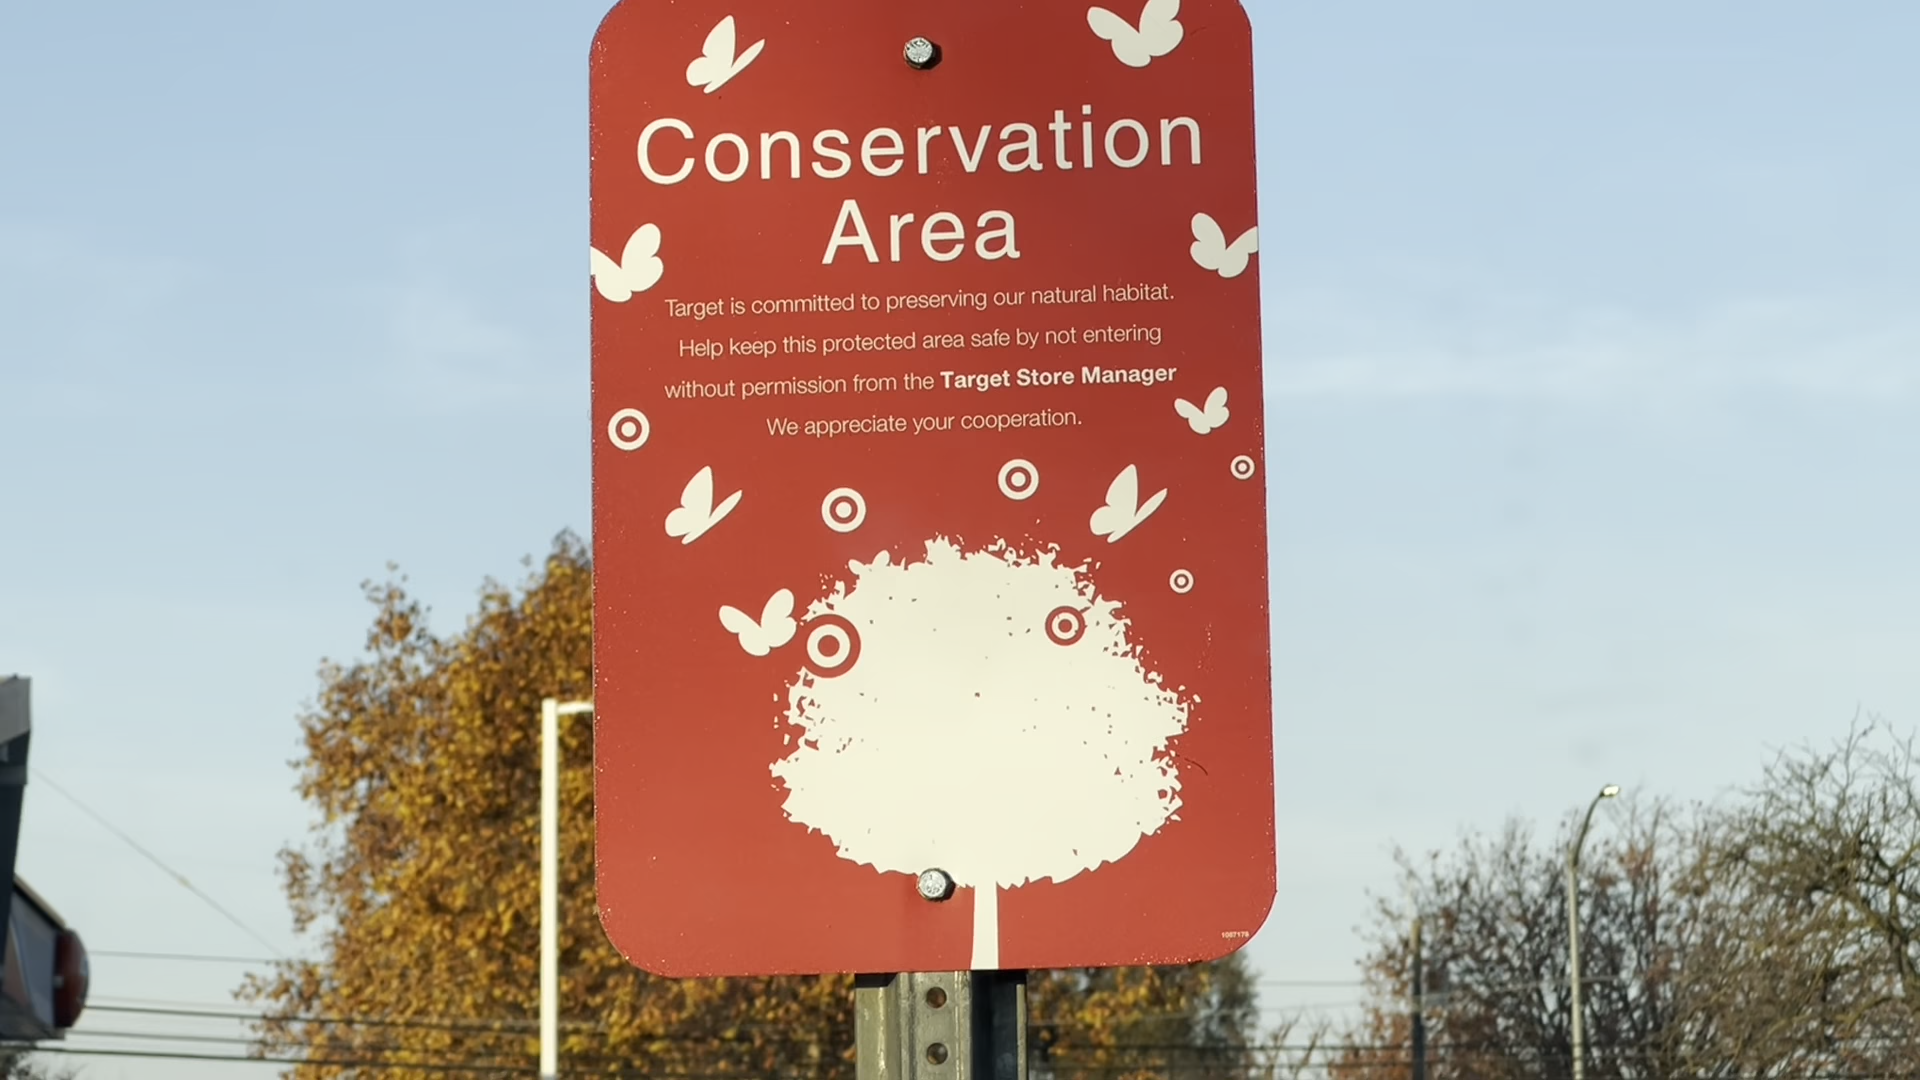 Conservation
Area
Target is committed to preserving our natural habitat.
Help keep this protected area safe by not entering
without permission from the Target Store Manager
We appreciate your cooperation.
1087178